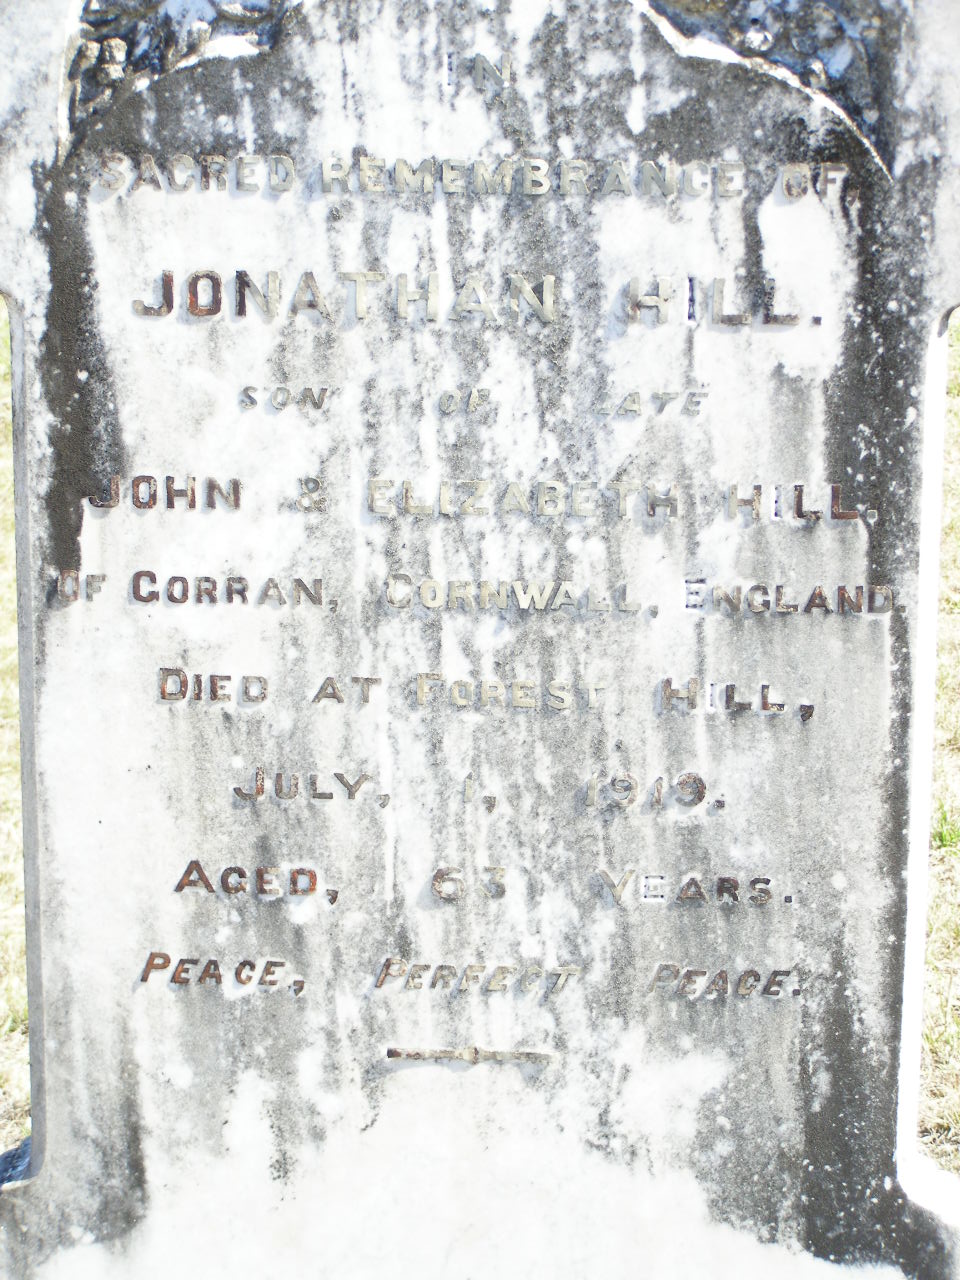 IN
SACRED REMEMBRANCE OF
JONATHAN HILL.
SON OF LATE
JOHN & ELIZABETH HILL.
OF GORRAN, CORNWALL, ENGLAND.
DIED AT FOREST HILL,
JULY, 1, 1919.
AGED, 63 YEARS.
PEACE, PERFECT PEACE.